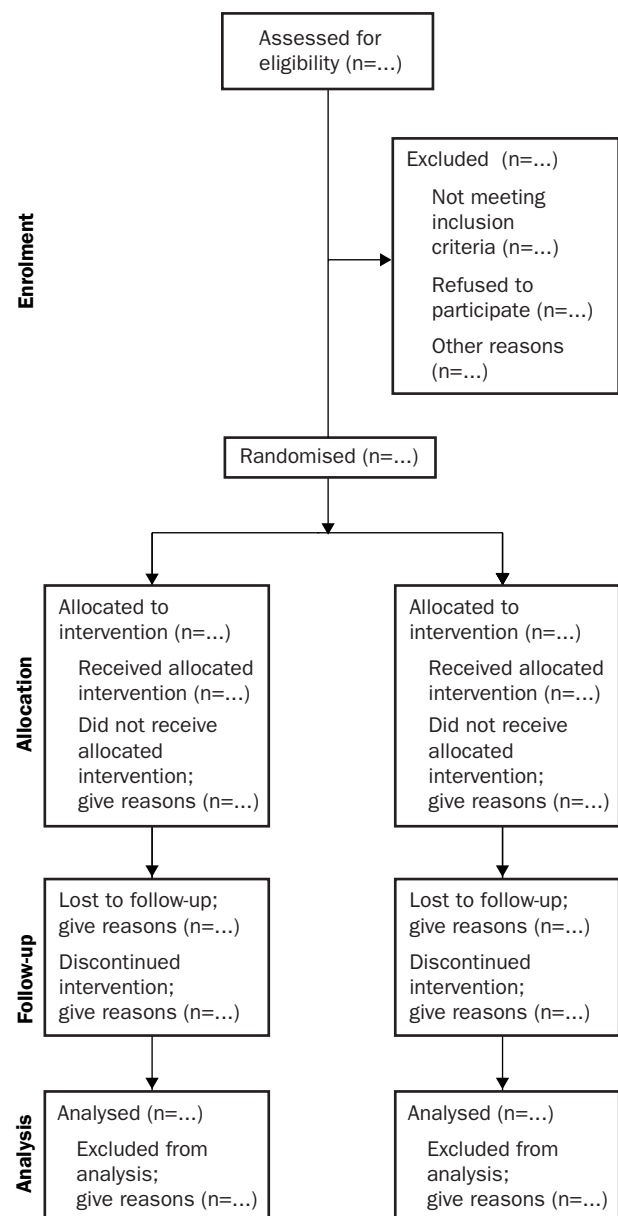 Assessed for
eligibility (n=...)
Enrolment
Excluded (n=...)
Not meeting
inclusion
criteria (n=...)
Refused to
participate (n=...)
Other reasons
(n=...)
Randomised (n=...)
Allocation
Allocated to
intervention (n=...)
Received allocated
intervention (n=...)
Did not receive
allocated
intervention;
give reasons (n=...)
Allocated to
intervention (n=...)
Received allocated
intervention (n=...)
Did not receive
allocated
intervention;
give reasons (n=...)
Follow-up
Lost to follow-up;
give reasons (n=...)
Discontinued
intervention;
give reasons (n=...)
Lost to follow-up;
give reasons (n=...)
Discontinued
intervention;
give reasons (n=...)
Analysis
Analysed (n=...)
Excluded from
analysis;
give reasons (n=...)
Analysed (n=...)
Excluded from
analysis;
give reasons (n=...)